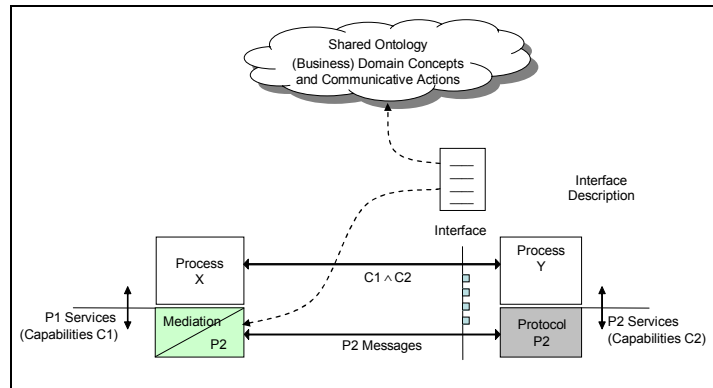 Shared Ontology
(Business) Domain Concepts
and Communicative Actions
Interface
Description
Interface
Process
X
C1 ∧ C2
Process
Y
P1 Services
(Capabilities C1)
Mediation
P2
P2 Messages
Protocol
P2
P2 Services
(Capabilities C2)